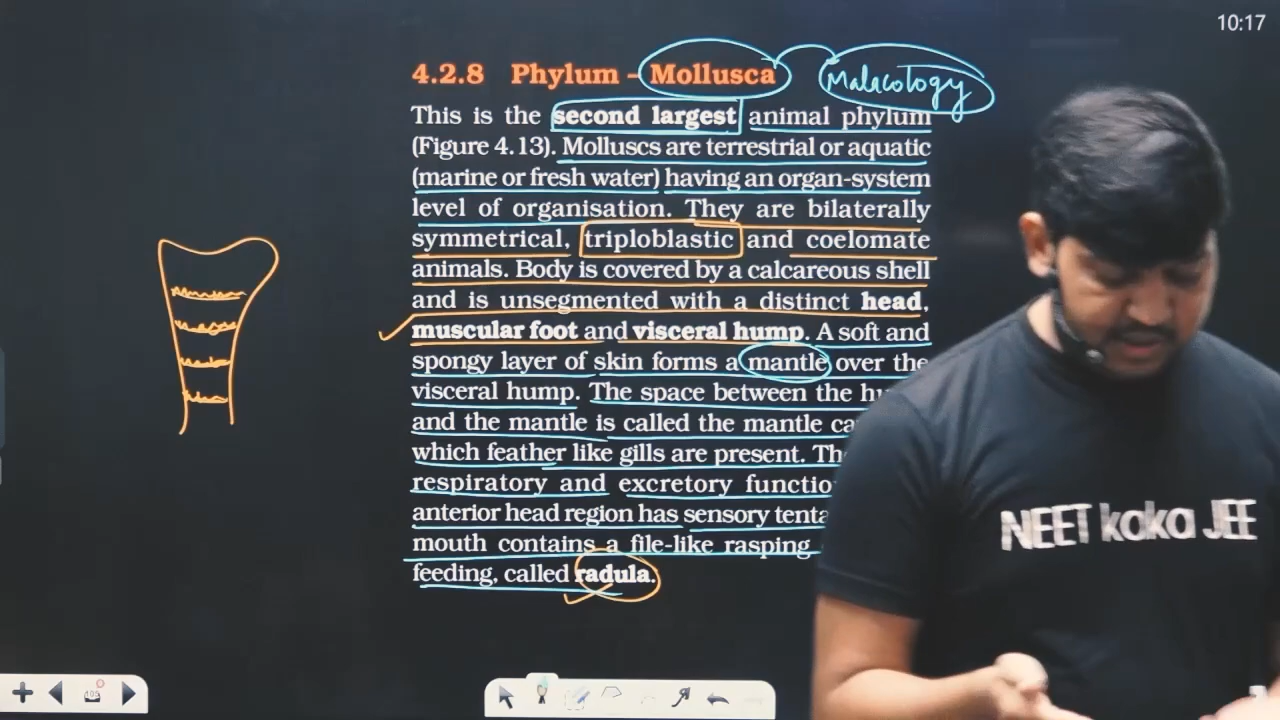 10:17
4.2.8 Phylum – Mollusca Malacology
This is the second largest animal phylum
(Figure 4.13). Molluscs are terrestrial or aquatic
(marine or fresh water) having an organ-system
level of organisation. They are bilaterally
symmetrical, triploblastic and coelomate
animals. Body is covered by a calcareous shell
and is unsegmented with a distinct head,
muscular foot and visceral hump. A soft and
spongy layer of skin forms a mantle over the
visceral hump. The space between the
and the mantle is called the mantle
which feather like gills are present.
respiratory and excretory
anterior head region has sensory
mouth contains a file-like rasping
feeding, called radula.
NEET kaka JEE